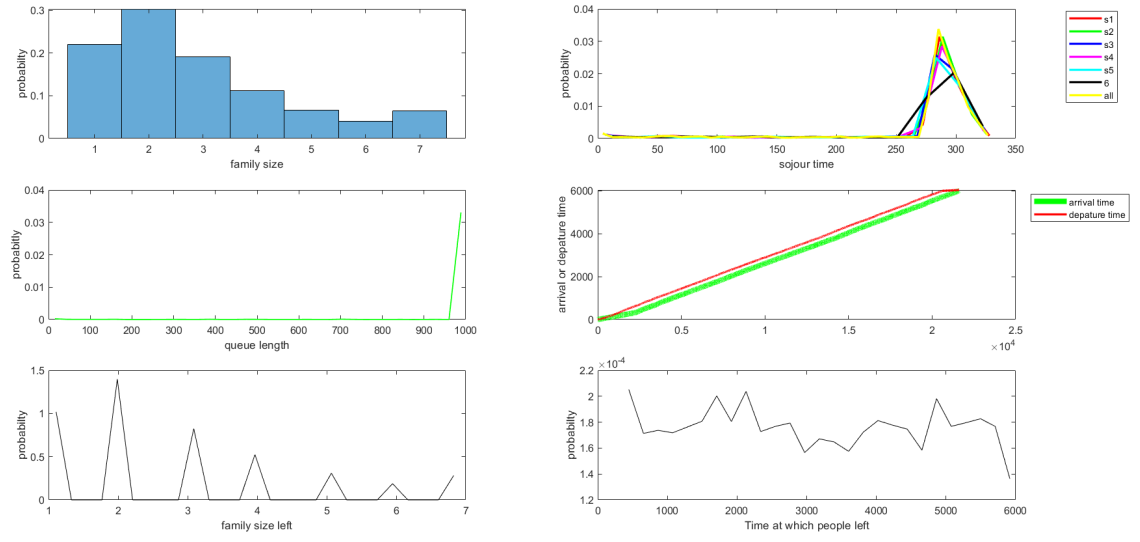 0.3
0.2
0.1
0
probabilty
1 2 3 4 5 6 7
family size
0.04
0.03
0.02
0.01
0
probabilty
0 50 100 150 200 250 300 350
sojour time
s1
s2
s3
s4
s5
6
all
0.04
0.03
0.02
0.01
0
probabitly
0 100 200 300 400 500 600 700 800 900 1000
queue length
6000
4000
2000
0
arrival or depature time
0 0.5 1 1.5 2 2.5
×10^4
arrival time
depature time
1.5
1
0.5
0
probabilty
1 2 3 4 5 6 7
family size left
×10^-4
2.2
2
1.8
1.6
1.4
1.2
probabilty
0 1000 2000 3000 4000 5000 6000
Time at which people left